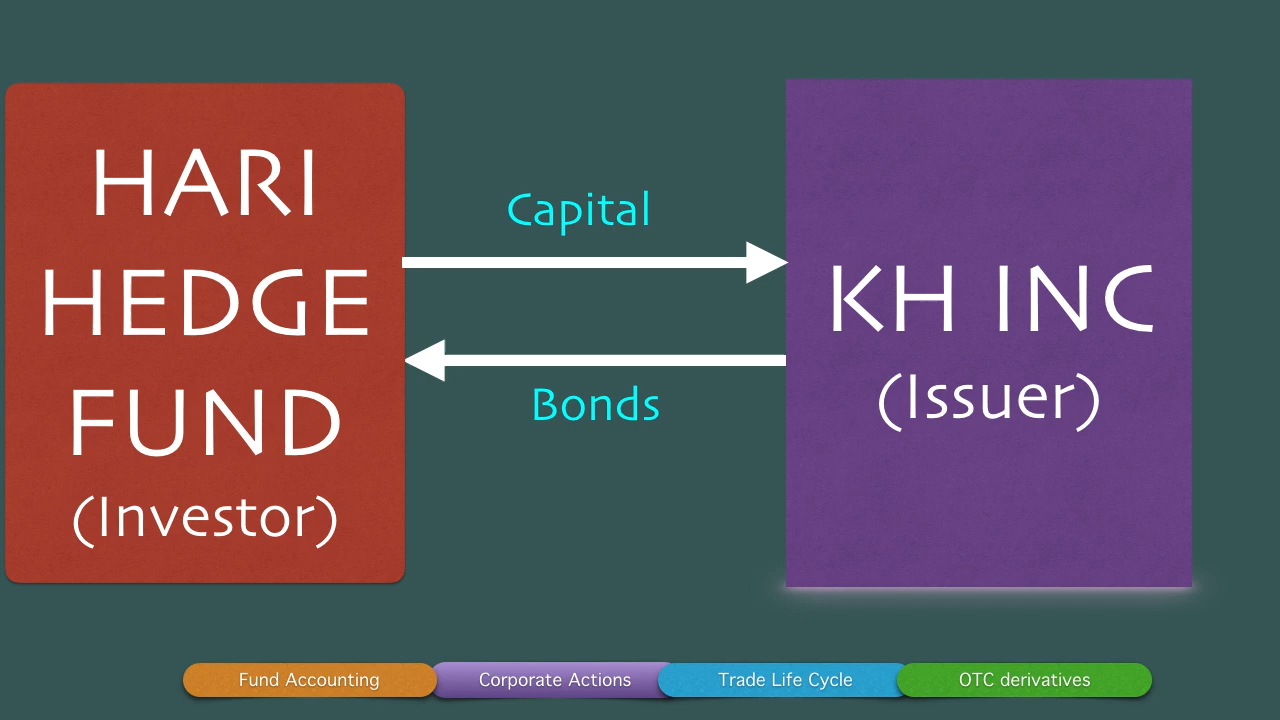 HARI
HEDGE
FUND
(Investor)
Capital
Bonds
KH INC
(Issuer)
Fund Accounting
Corporate Actions
Trade Life Cycle
OTC derivatives